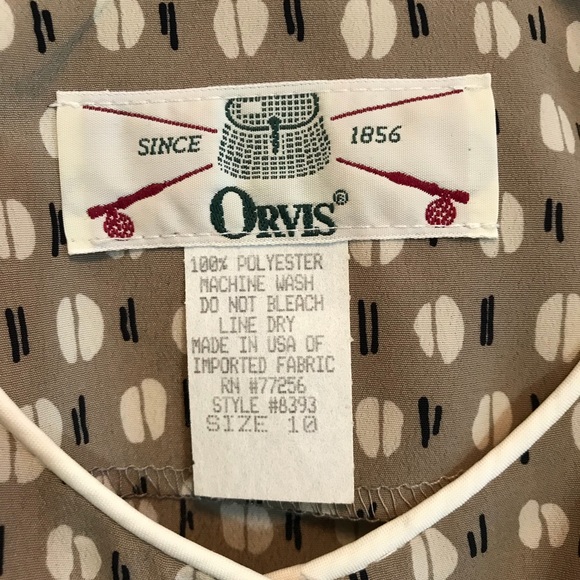 SINCE 1856
ORVIS®
100% POLYESTER
MACHINE WASH
DO NOT BLEACH
LINE DRY
MADE IN USA OF
IMPORTED FABRIC
RN #77256
STYLE #8393
SIZE 10